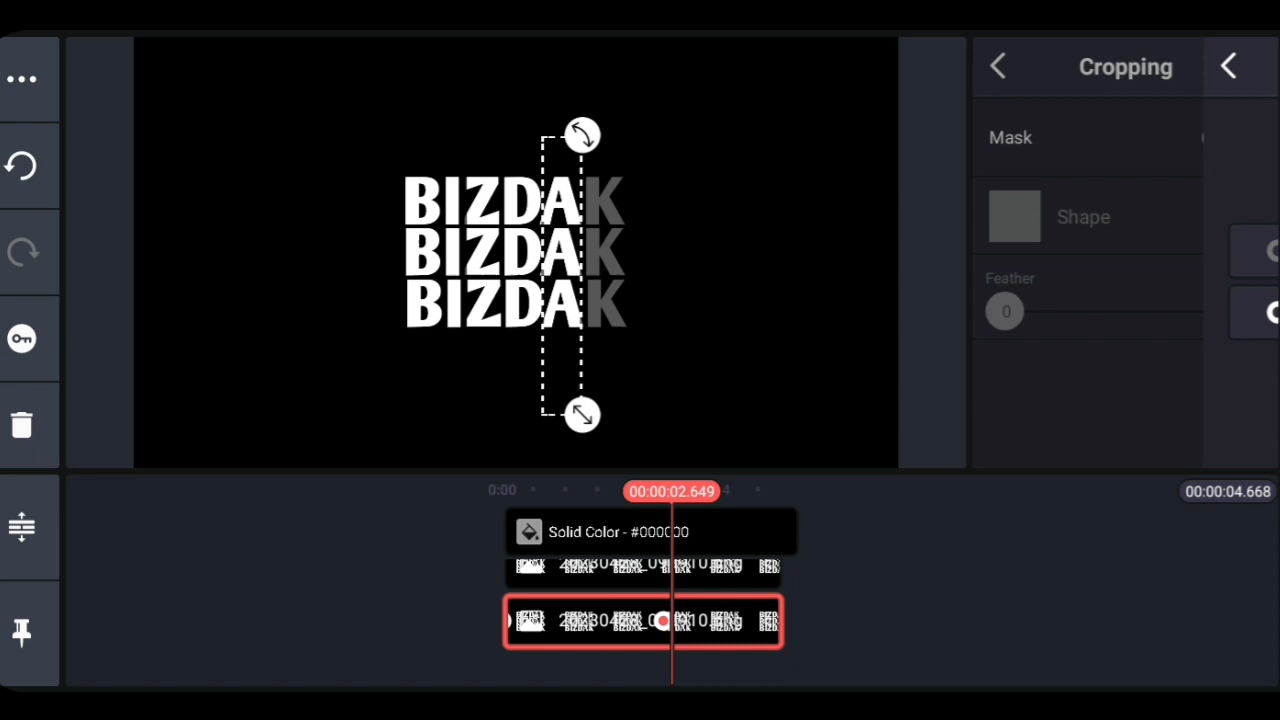 Cropping
Mask
BIZDAK
BIZDAK
BIZDAK
Shape
Feather
0
0:00
00:00:02.649
4
00:00:04.668
Solid Color - #000000